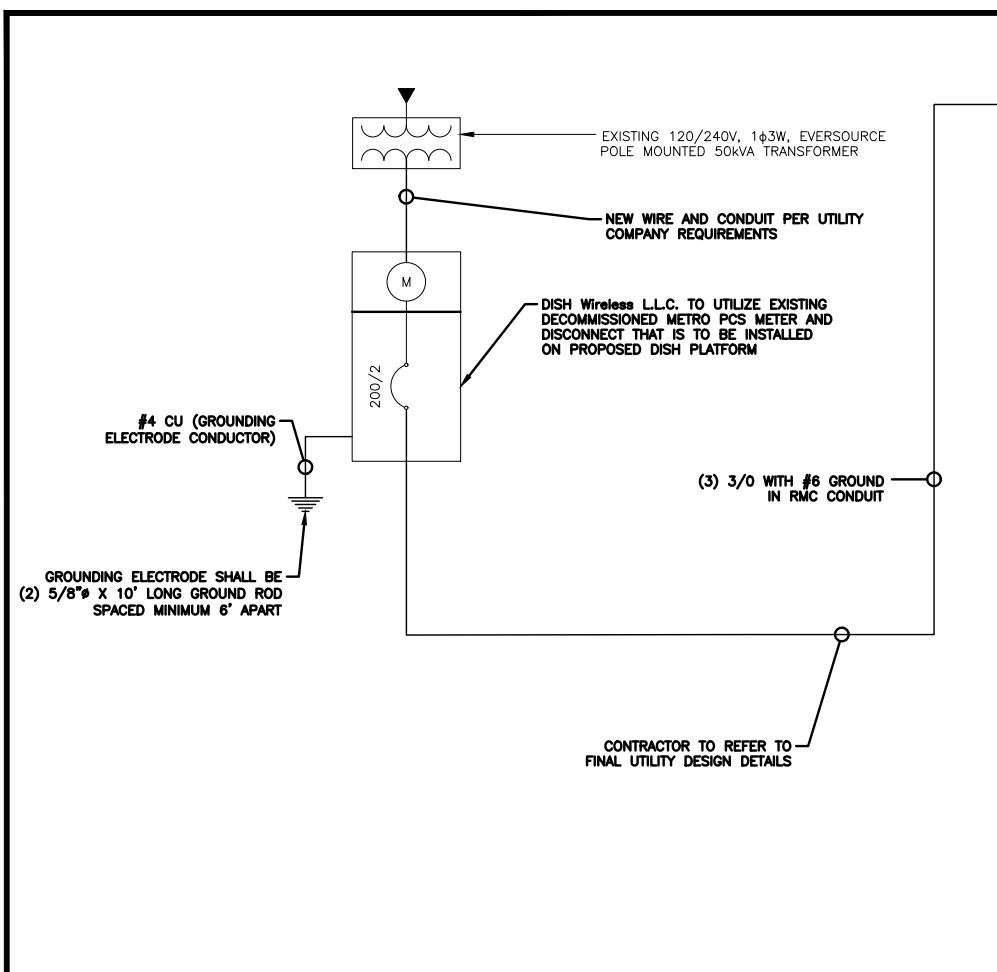 EXISTING 120/240V, 1ϕ3W, EVERSOURCE
POLE MOUNTED 50kVA TRANSFORMER
NEW WIRE AND CONDUIT PER UTILITY
COMPANY REQUIREMENTS
M
DISH Wireless L.L.C. TO UTILIZE EXISTING
DECOMMISSIONED METRO PCS METER AND
DISCONNECT THAT IS TO BE INSTALLED
ON PROPOSED DISH PLATFORM
200/2
#4 CU (GROUNDING
ELECTRODE CONDUCTOR)
(3) 3/0 WITH #6 GROUND
IN RMC CONDUIT
GROUNDING ELECTRODE SHALL BE
(2) 5/8"ø X 10' LONG GROUND ROD
SPACED MINIMUM 6' APART
CONTRACTOR TO REFER TO
FINAL UTILITY DESIGN DETAILS